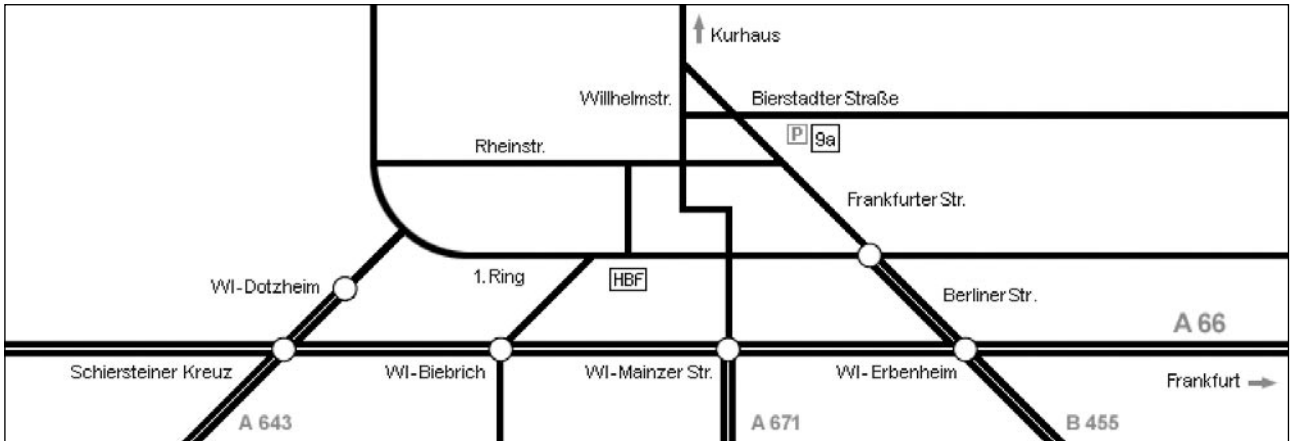 Kurhaus
Willhelmstr.
Bierstadter Straße
P 9a
Rheinstr.
Frankfurter Str.
WI-Dotzheim
1. Ring
HBF
Berliner Str.
A 66
Schiersteiner Kreuz
WI-Biebrich
WI-Mainzer Str.
WI-Erbenheim
Frankfurt
A 643
A 671
B 455